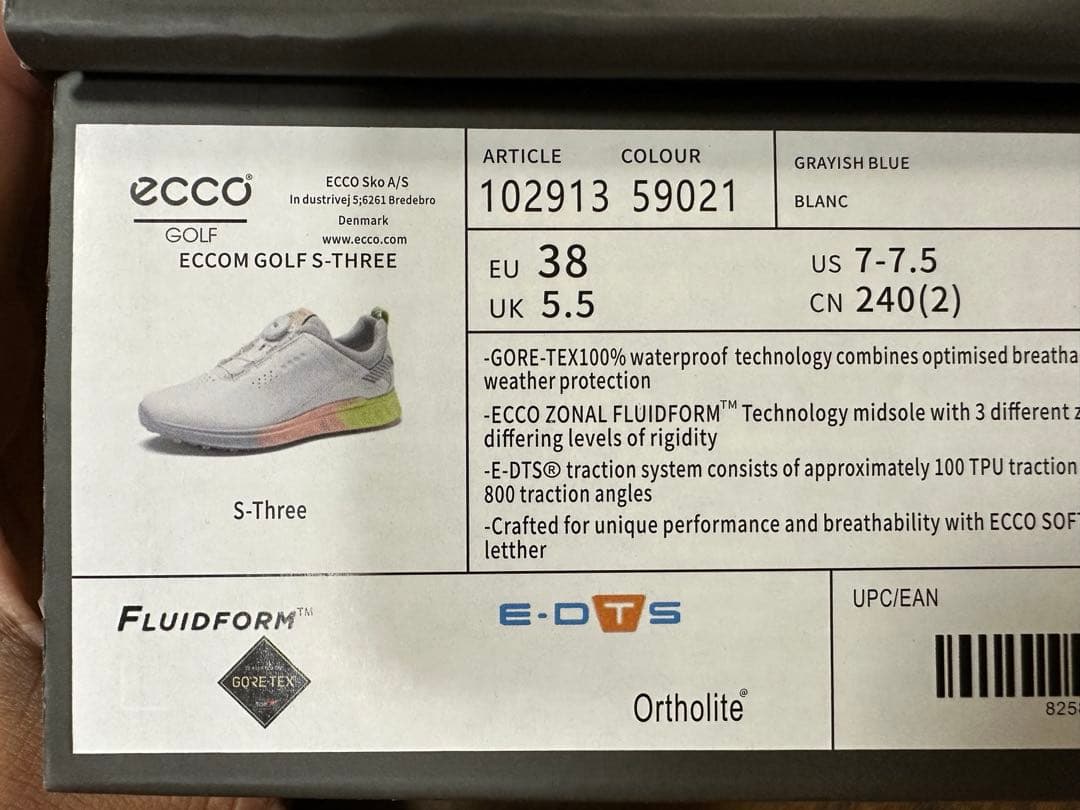 ecco®
GOLF
ECCO Sko A/S
In dustrivej 5;6261 Bredebro
Denmark
www.ecco.com
ECCOM GOLF S-THREE
S-Three
ARTICLE COLOUR
102913 59021
GRAYISH BLUE
BLANC
EU 38
UK 5.5
US 7-7.5
CN 240(2)
-GORE-TEX100% waterproof technology combines optimised breatha
weather protection
-ECCO ZONAL FLUIDFORM™ Technology midsole with 3 different z
differing levels of rigidity
-E-DTS® traction system consists of approximately 100 TPU traction
800 traction angles
-Crafted for unique performance and breathability with ECCO SOFT
letther
FLUIDFORM™
GORE-TEX
E-DTS
Ortholite@
UPC/EAN
825